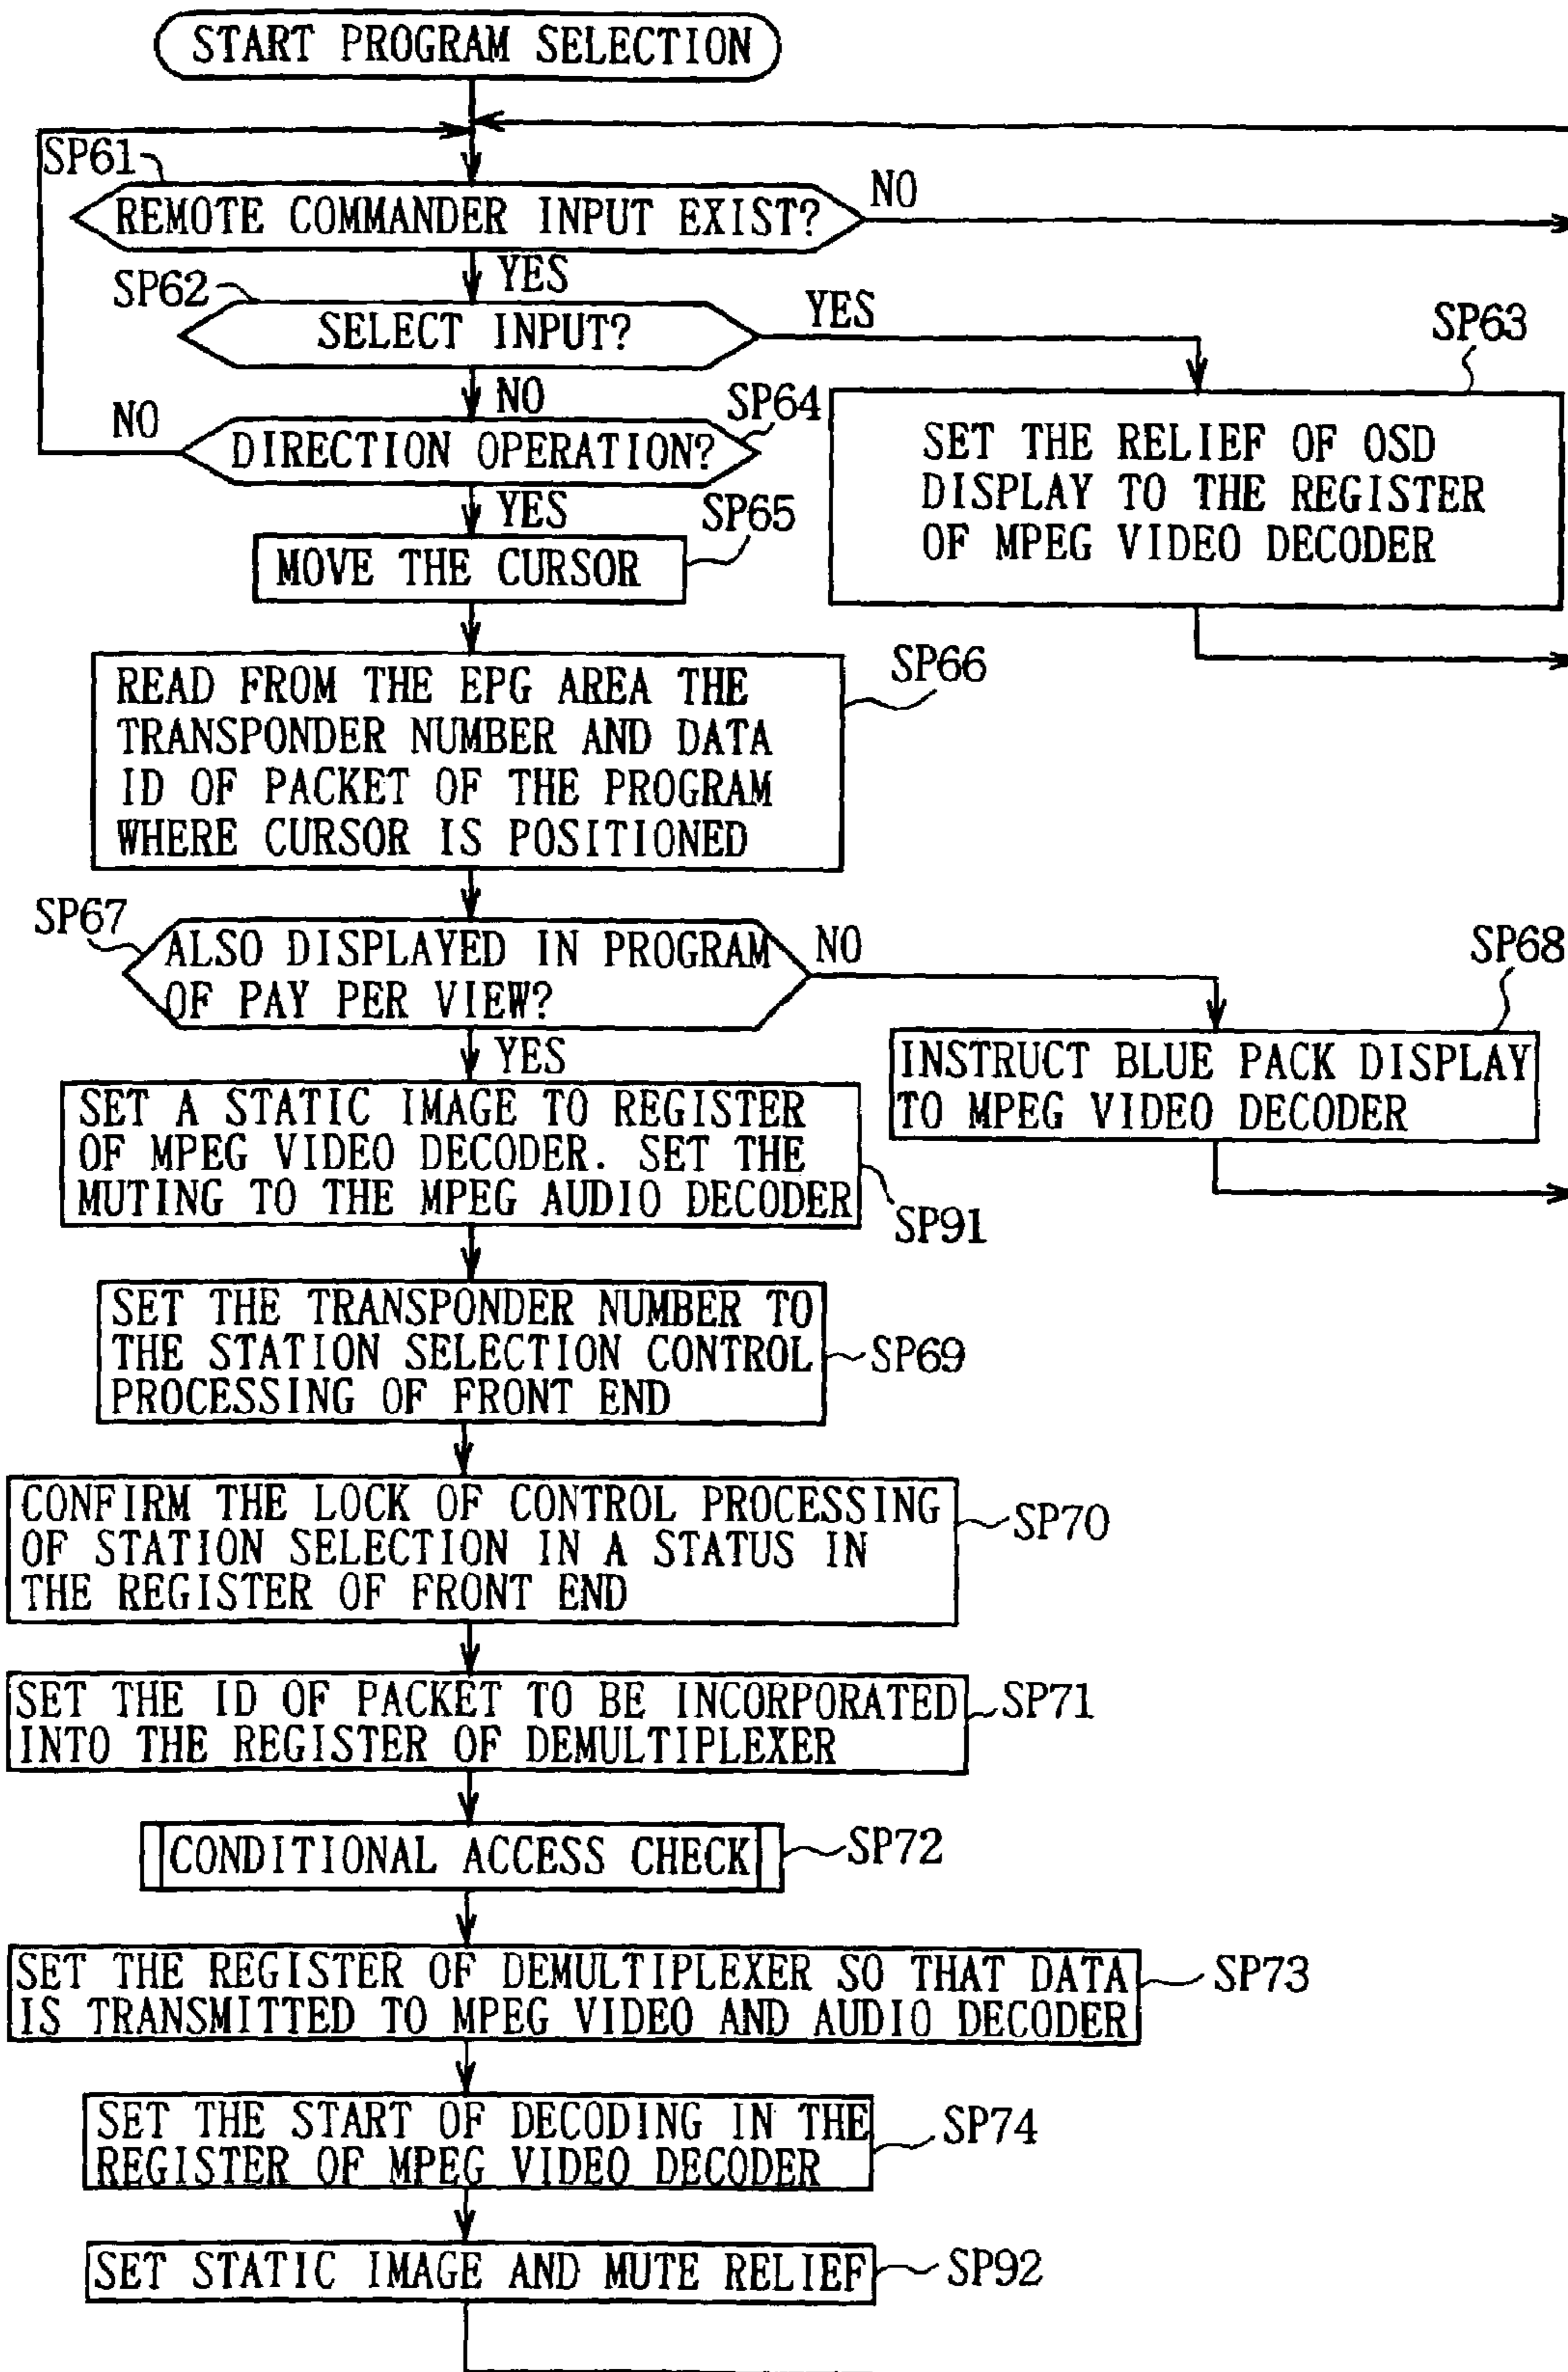 START PROGRAM SELECTION
SP61
REMOTE COMMANDER INPUT EXIST?
NO
YES
SP62
SELECT INPUT?
YES
SP63
SET THE RELIEF OF OSD
DISPLAY TO THE REGISTER
OF MPEG VIDEO DECODER
NO
NO
SP64
DIRECTION OPERATION?
YES
SP65
MOVE THE CURSOR
SP66
READ FROM THE EPG AREA THE
TRANSPONDER NUMBER AND DATA
ID OF PACKET OF THE PROGRAM
WHERE CURSOR IS POSITIONED
SP67
ALSO DISPLAYED IN PROGRAM
OF PAY PER VIEW?
NO
SP68
INSTRUCT BLUE PACK DISPLAY
TO MPEG VIDEO DECODER
YES
SET A STATIC IMAGE TO REGISTER
OF MPEG VIDEO DECODER. SET THE
MUTING TO THE MPEG AUDIO DECODER
SP91
SET THE TRANSPONDER NUMBER TO
THE STATION SELECTION CONTROL
PROCESSING OF FRONT END
SP69
CONFIRM THE LOCK OF CONTROL PROCESSING
OF STATION SELECTION IN A STATUS IN
THE REGISTER OF FRONT END
SP70
SET THE ID OF PACKET TO BE INCORPORATED
INTO THE REGISTER OF DEMULTIPLEXER
SP71
CONDITIONAL ACCESS CHECK
SP72
SET THE REGISTER OF DEMULTIPLEXER SO THAT DATA
IS TRANSMITTED TO MPEG VIDEO AND AUDIO DECODER
SP73
SET THE START OF DECODING IN THE
REGISTER OF MPEG VIDEO DECODER
SP74
SET STATIC IMAGE AND MUTE RELIEF
SP92